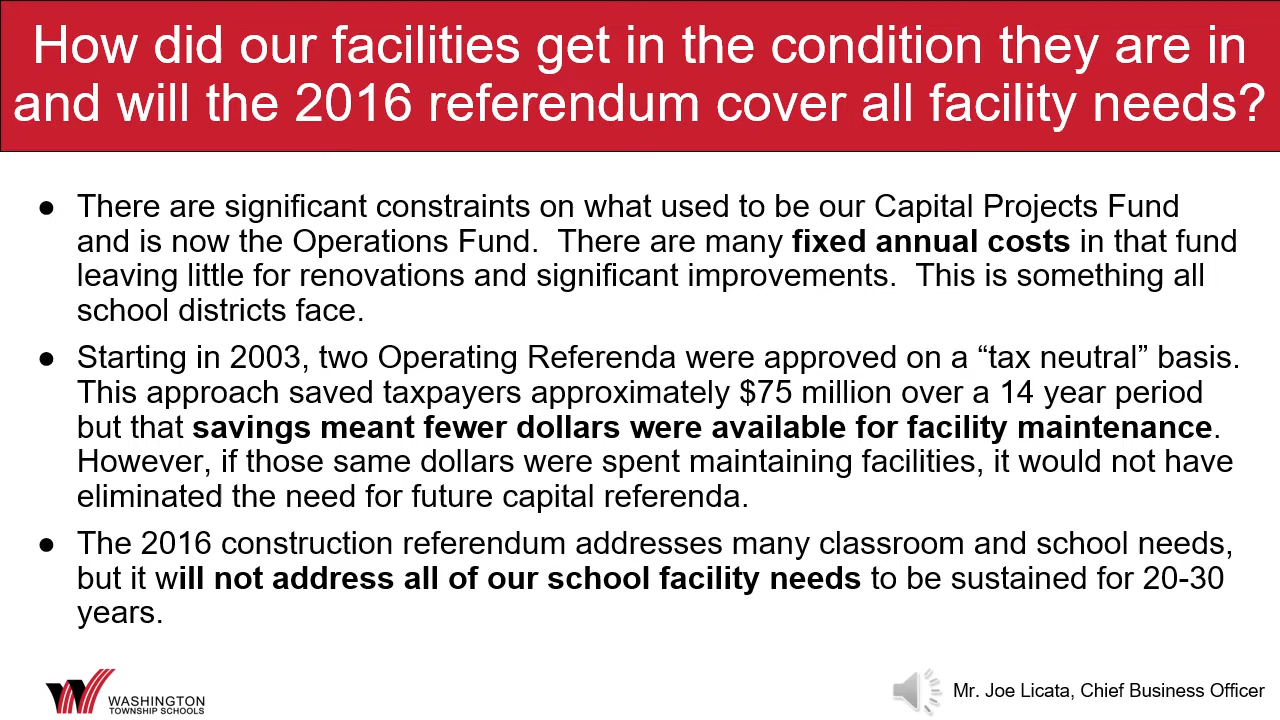 How did our facilities get in the condition they are in
and will the 2016 referendum cover all facility needs?
● There are significant constraints on what used to be our Capital Projects Fund
and is now the Operations Fund.  There are many fixed annual costs in that fund
leaving little for renovations and significant improvements.  This is something all
school districts face.
● Starting in 2003, two Operating Referenda were approved on a “tax neutral” basis.
This approach saved taxpayers approximately $75 million over a 14 year period
but that savings meant fewer dollars were available for facility maintenance.
However, if those same dollars were spent maintaining facilities, it would not have
eliminated the need for future capital referenda.
● The 2016 construction referendum addresses many classroom and school needs,
but it will not address all of our school facility needs to be sustained for 20-30
years.
WASHINGTON
TOWNSHIP SCHOOLS
Mr. Joe Licata, Chief Business Officer